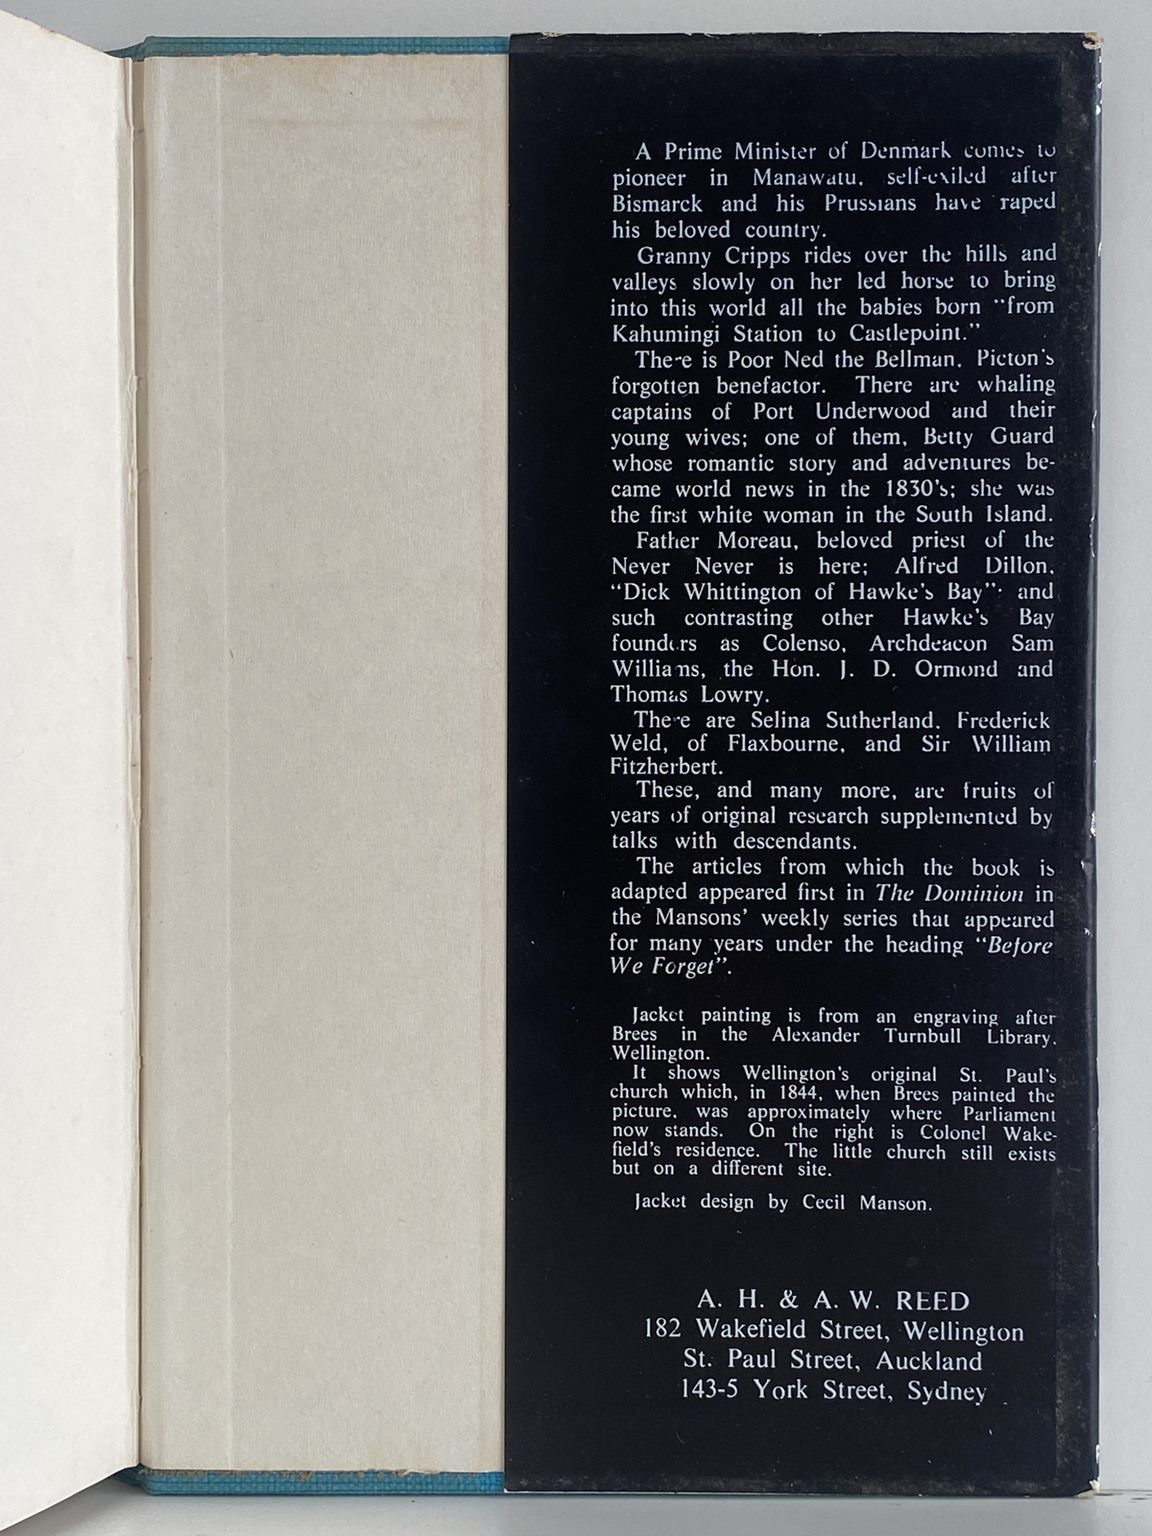 A Prime Minister of Denmark comes to
pioneer in Manawatu, self-exiled after
Bismarck and his Prussians have raped
his beloved country.
Granny Cripps rides over the hills and
valleys slowly on her led horse to bring
into this world all the babies born "from
Kahumingi Station to Castlepoint."
There is Poor Ned the Bellman, Picton's
forgotten benefactor. There are whaling
captains of Port Underwood and their
young wives; one of them, Betty Guard
whose romantic story and adventures be-
came world news in the 1830's; she was
the first white woman in the South Island.
Father Moreau, beloved priest of the
Never Never is here; Alfred Dillon,
"Dick Whittington of Hawke's Bay"; and
such contrasting other Hawke's Bay
founders as Colenso, Archdeacon Sam
Williams, the Hon. J. D. Ormond and
Thomas Lowry.
There are Selina Sutherland, Frederick
Weld, of Flaxbourne, and Sir William
Fitzherbert.
These, and many more, are fruits of
years of original research supplemented by
talks with descendants.
The articles from which the book is
adapted appeared first in The Dominion in
the Mansons' weekly series that appeared
for many years under the heading "Before
We Forget".
Jacket painting is from an engraving after
Brees in the Alexander Turnbull Library,
Wellington.
It shows Wellington's original St. Paul's
church which, in 1844, when Brees painted the
picture, was approximately where Parliament
now stands. On the right is Colonel Wake-
field's residence. The little church still exists
but on a different site.
Jacket design by Cecil Manson.
A. H. & A. W. REED
182 Wakefield Street, Wellington
St. Paul Street, Auckland
143-5 York Street, Sydney